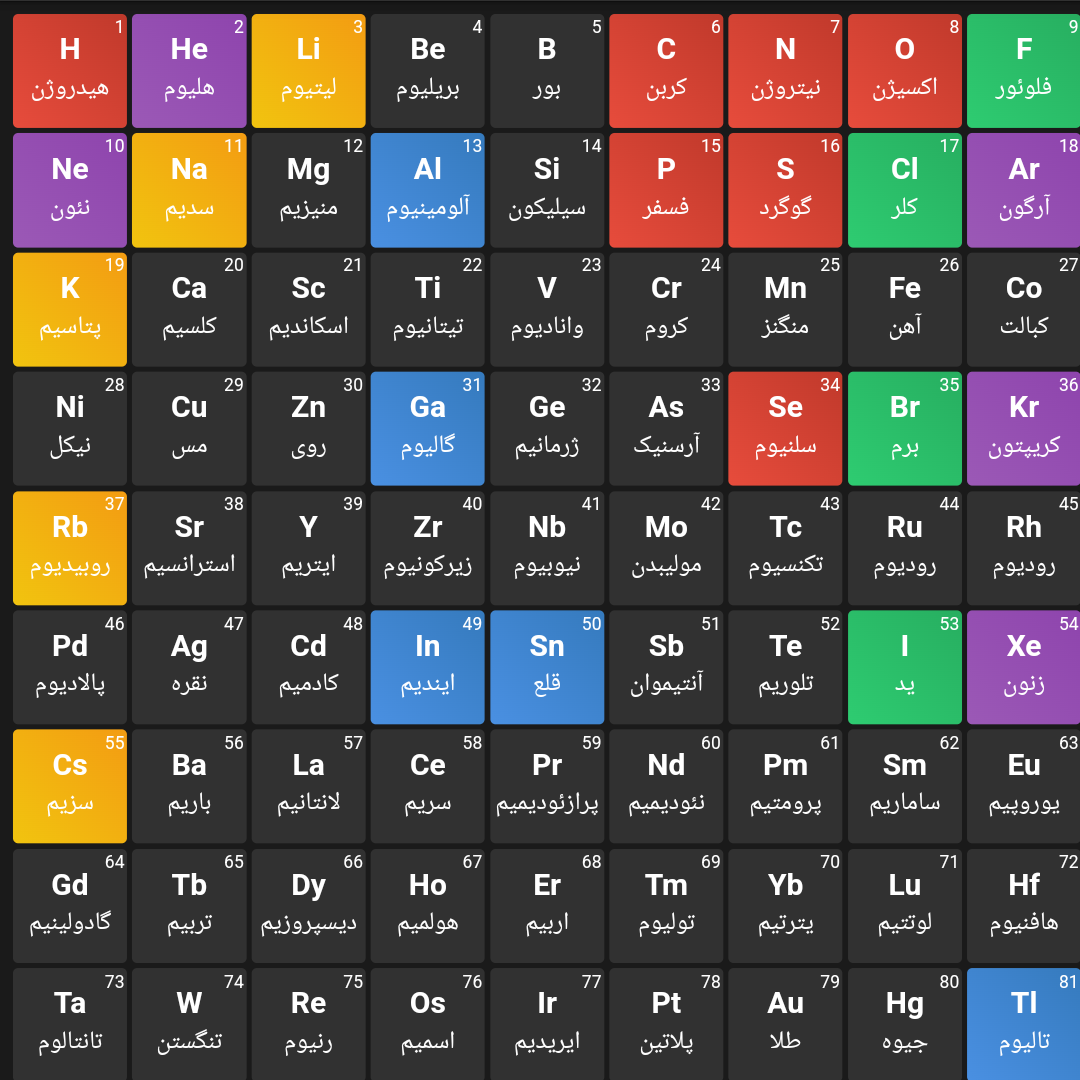 1
H
هیدروژن
2
He
هلیوم
3
Li
لیتیوم
4
Be
بریلیوم
5
B
بور
6
C
کربن
7
N
نیتروژن
8
O
اکسیژن
9
F
فلوئور
10
Ne
نئون
11
Na
سدیم
12
Mg
منیزیم
13
Al
آلومینیوم
14
Si
سیلیکون
15
P
فسفر
16
S
گوگرد
17
Cl
کلر
18
Ar
آرگون
19
K
پتاسیم
20
Ca
کلسیم
21
Sc
اسکاندیم
22
Ti
تیتانیوم
23
V
وانادیوم
24
Cr
کروم
25
Mn
منگنز
26
Fe
آهن
27
Co
کبالت
28
Ni
نیکل
29
Cu
مس
30
Zn
روی
31
Ga
گالیوم
32
Ge
ژرمانیم
33
As
آرسنیک
34
Se
سلنیوم
35
Br
برم
36
Kr
کریپتون
37
Rb
روبیدیوم
38
Sr
استرانسیم
39
Y
ایتریم
40
Zr
زیرکونیوم
41
Nb
نیوبیوم
42
Mo
مولیبدن
43
Tc
تکنسیوم
44
Ru
رودیوم
45
Rh
رودیوم
46
Pd
پالادیوم
47
Ag
نقره
48
Cd
کادمیم
49
In
ایندیم
50
Sn
قلع
51
Sb
آنتیموان
52
Te
تلوریم
53
I
ید
54
Xe
زنون
55
Cs
سزیم
56
Ba
باریم
57
La
لانتانیم
58
Ce
سریم
59
Pr
پرازئودیمیم
60
Nd
نئودیمیم
61
Pm
پرومتیم
62
Sm
ساماریم
63
Eu
یوروپیم
64
Gd
گادولینیم
65
Tb
تربیم
66
Dy
دیسپروزیم
67
Ho
هولمیم
68
Er
اربیم
69
Tm
تولیوم
70
Yb
یترتیم
71
Lu
لوتتیم
72
Hf
هافنیوم
73
Ta
تانتالوم
74
W
تنگستن
75
Re
رنیوم
76
Os
اسمیم
77
Ir
ایریدیم
78
Pt
پلاتین
79
Au
طلا
80
Hg
جیوه
81
Tl
تالیوم